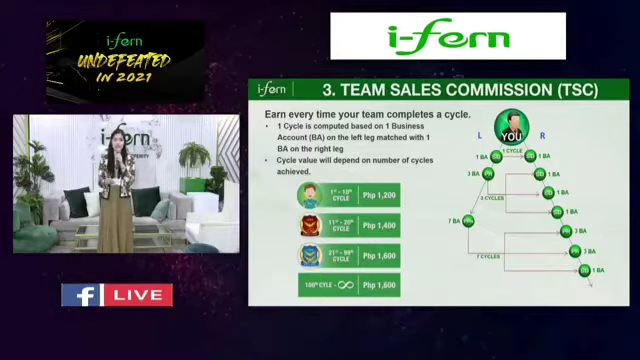 i-fern
UNDEFEATED
IN 2021
i-fern
i-fern
3. TEAM SALES COMMISSION (TSC)
Earn every time your team completes a cycle.
• 1 Cycle is computed based on 1 Business
Account (BA) on the left leg matched with 1
BA on the right leg
• Cycle value will depend on number of cycles
achieved.
1st - 10th
CYCLE
Php 1,200
11st - 20th
CYCLE
Php 1,400
21st - 99th
CYCLE
Php 1,600
100th CYLE - ∞
Php 1,600
L
R
YOU
1 CYCLE
1 BA
1 BA
3 BA
1 BA
3 CYCLES
1 BA
1 BA
7 BA
3 BA
3 BA
7 CYCLES
1 BA
i-fern
f LIVE